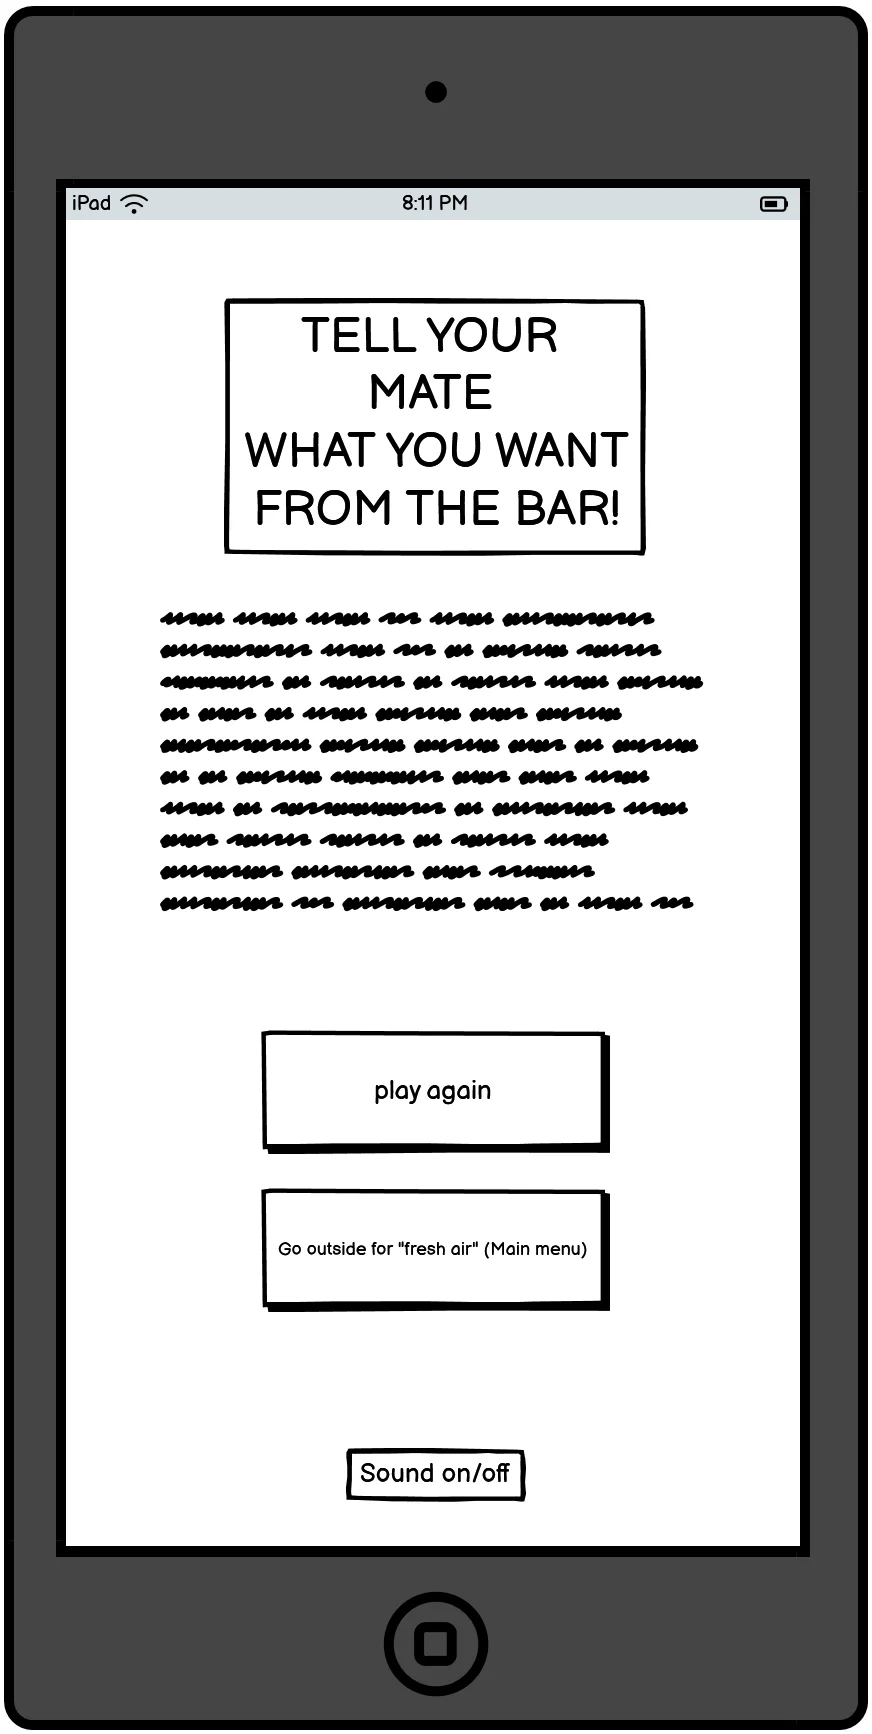 iPad 8:11 PM
TELL YOUR
MATE
WHAT YOU WANT
FROM THE BAR!
play again
Go outside for "fresh air" (Main menu)
Sound on/off